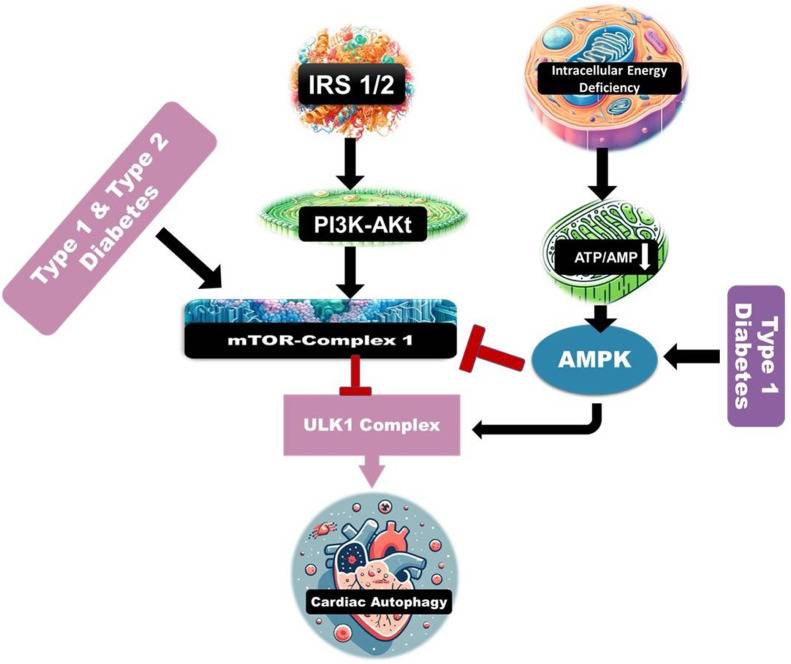 IRS 1/2
Intracellular Energy
Deficiency
Type 1 & Type 2
Diabetes
PI3K-AKt
ATP/AMP
mTOR-Complex 1
AMPK
Type 1
Diabetes
ULK1 Complex
Cardiac Autophagy